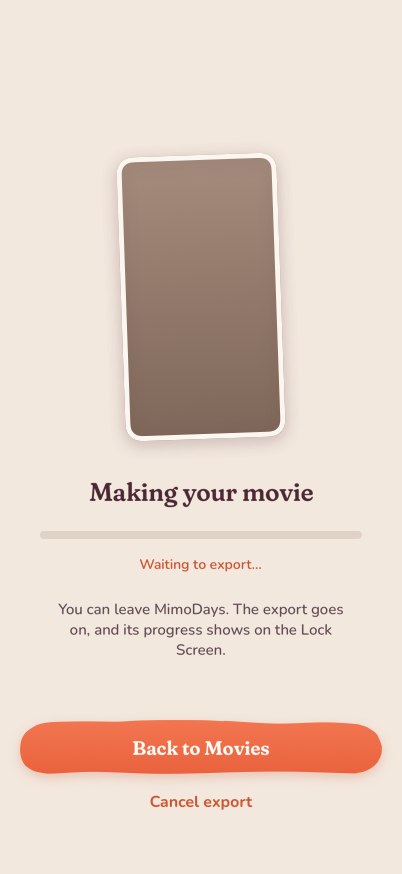 Making your movie
Waiting to export...
You can leave MimoDays. The export goes
on, and its progress shows on the Lock
Screen.
Back to Movies
Cancel export